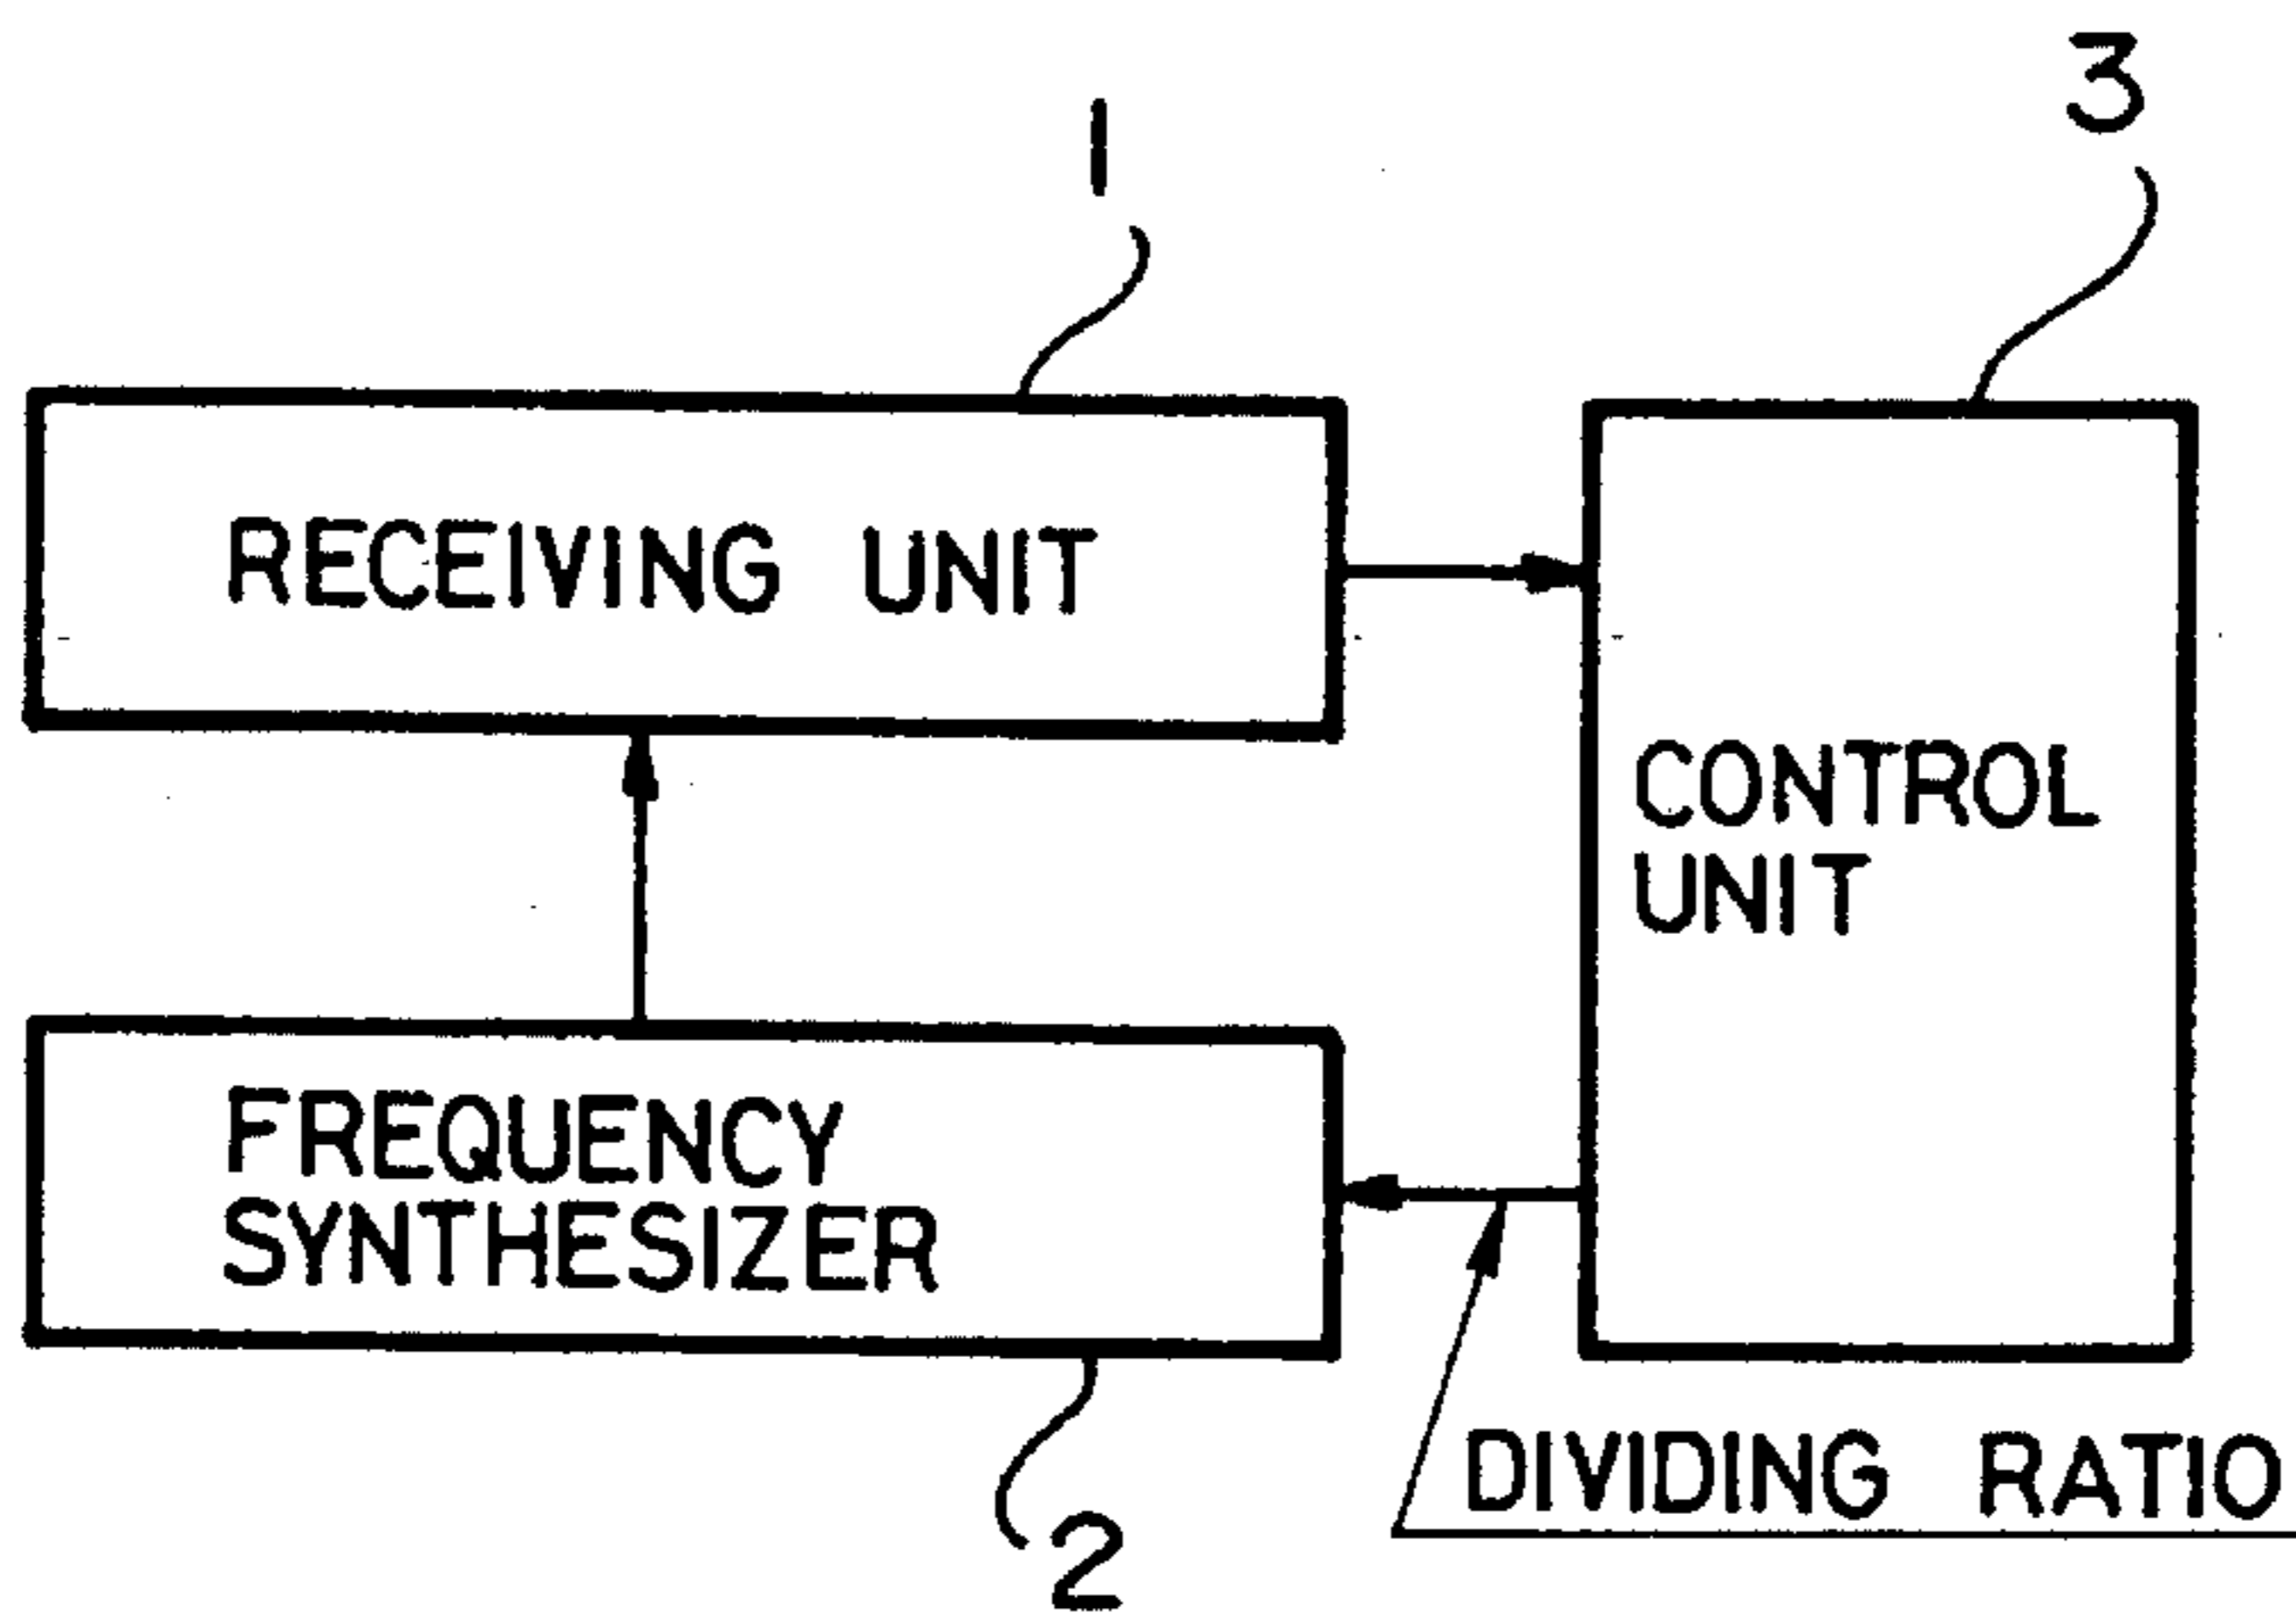 1
3
RECEIVING UNIT
CONTROL
UNIT
FREQUENCY
SYNTHESIZER
DIVIDING RATIO
2